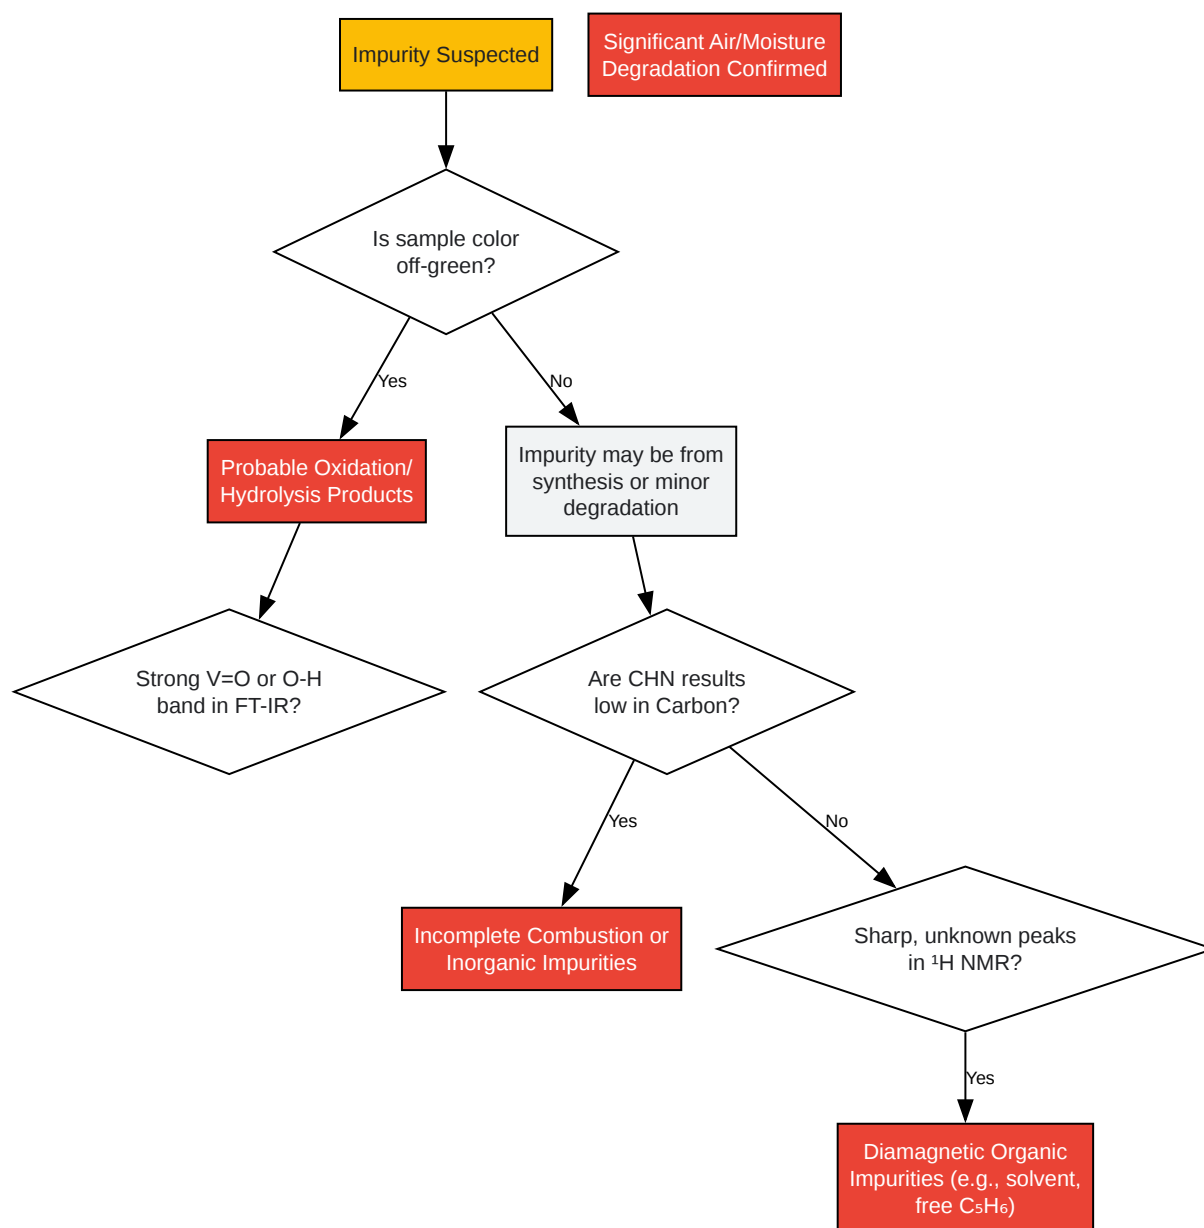 Impurity Suspected
Significant Air/Moisture
Degradation Confirmed
Is sample color
off-green?
Yes
No
Probable Oxidation/
Hydrolysis Products
Impurity may be from
synthesis or minor
degradation
Strong V=O or O-H
band in FT-IR?
Are CHN results
low in Carbon?
Yes
No
Incomplete Combustion or
Inorganic Impurities
Sharp, unknown peaks
in ¹H NMR?
Yes
Diamagnetic Organic
Impurities (e.g., solvent,
free C₅H₆)